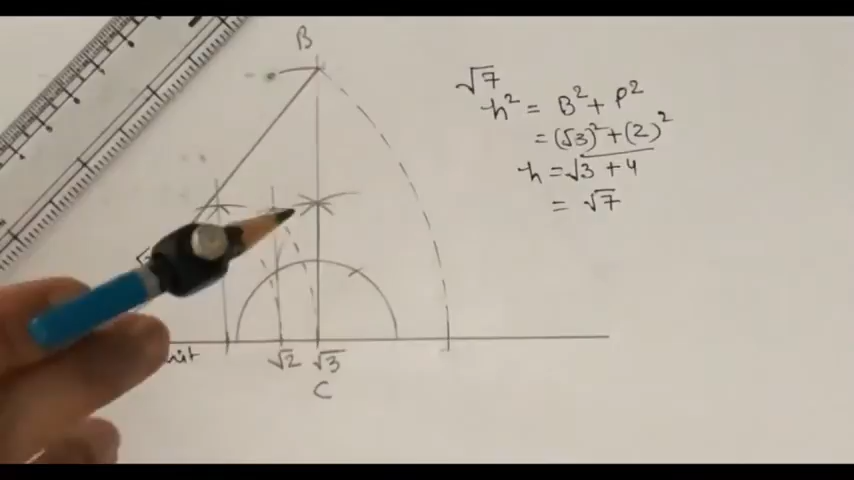 B
√7
h² = B² + P²
= (√3)² + (2)²
h = √3 + 4
= √7
√2 √3
C